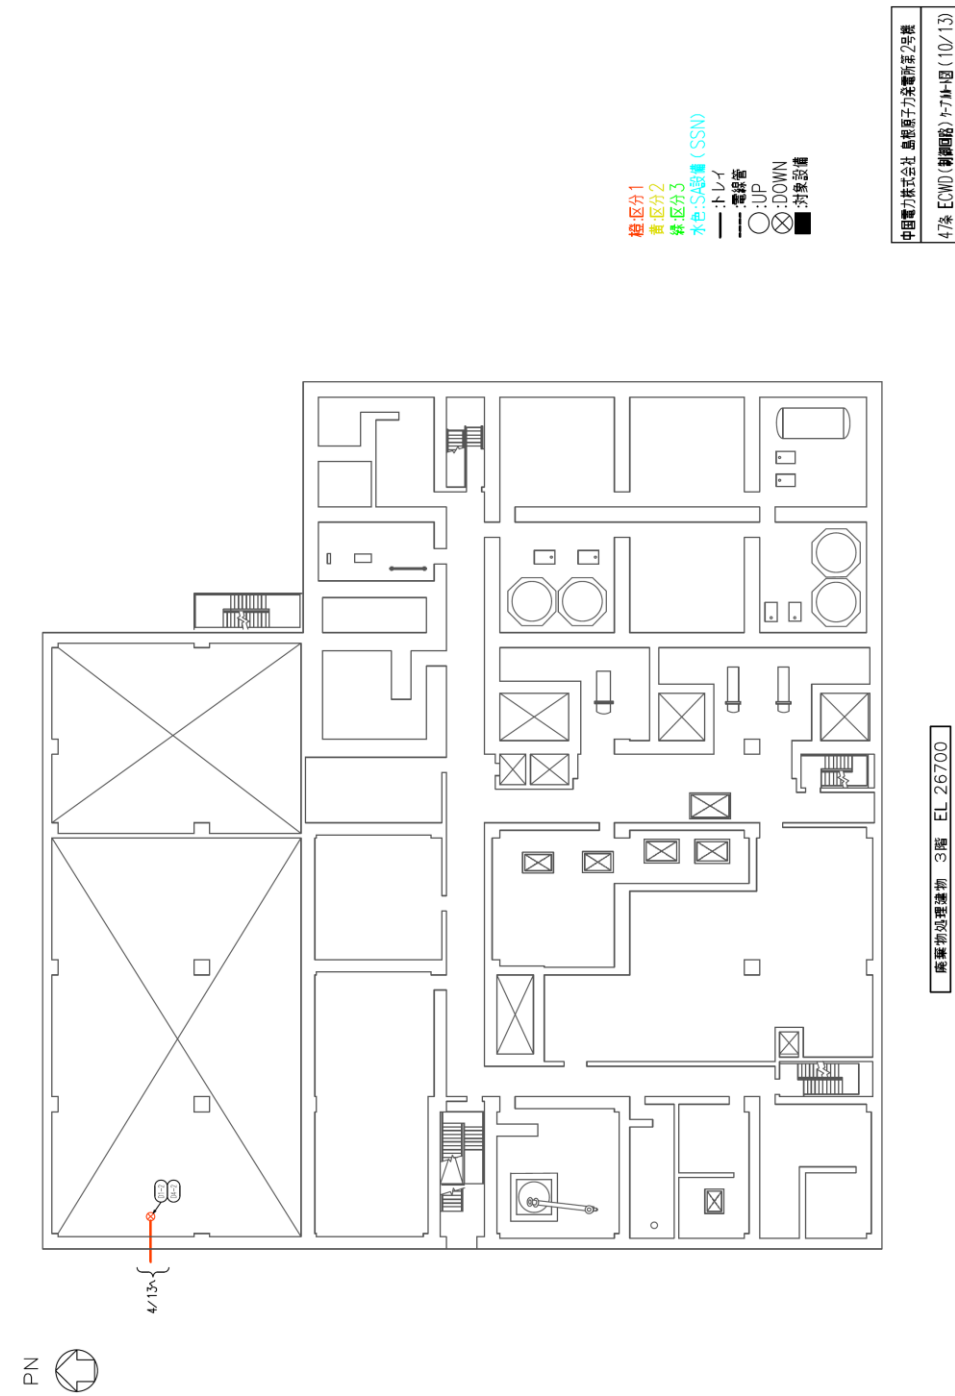 PN
4/13へ
D1-2
D4-2
橙:区分1
黄:区分2
緑:区分3
水色:SA設備(SSN)
:トレイ
:電線管
:UP
:DOWN
:対象設備
廃棄物処理建物 3階 EL 26700
中国電力株式会社 島根原子力発電所第2号機
47条 ECWD(制御回路)ケーブルルート図(10/13)